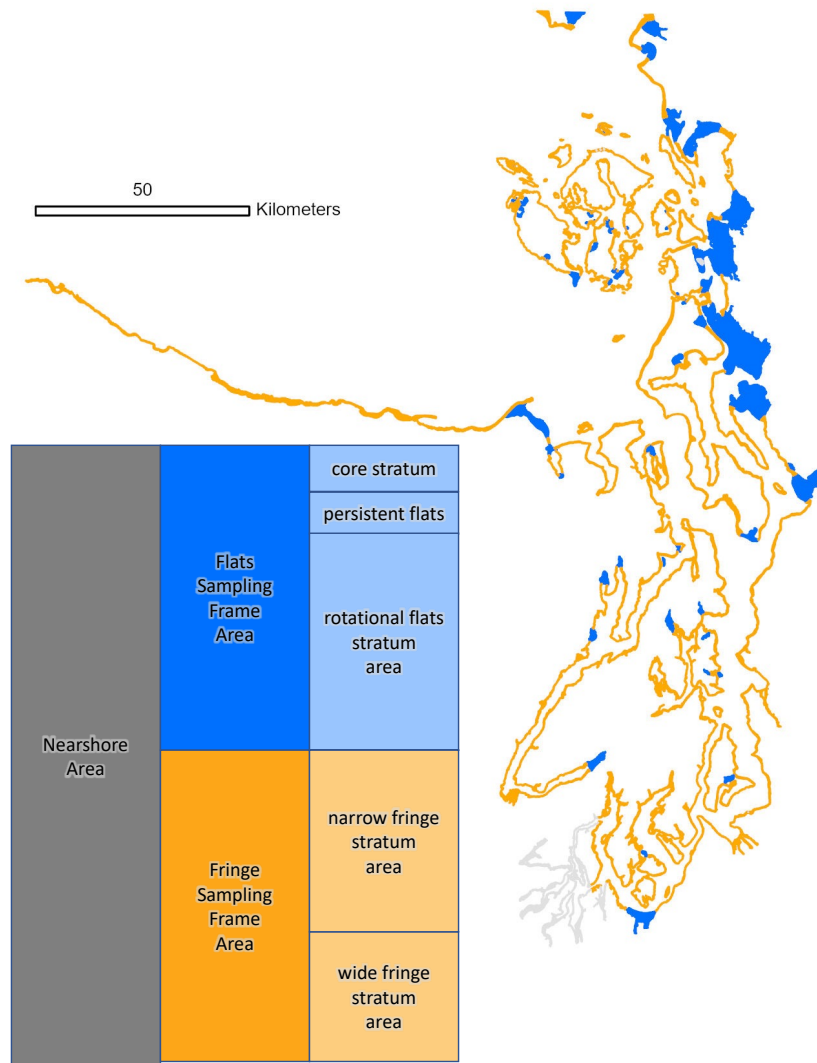 50
Kilometers
core stratum
persistent flats
Flats
Sampling
Frame
Area
rotational flats
stratum
area
Nearshore
Area
narrow fringe
stratum
area
Fringe
Sampling
Frame
Area
wide fringe
stratum
area